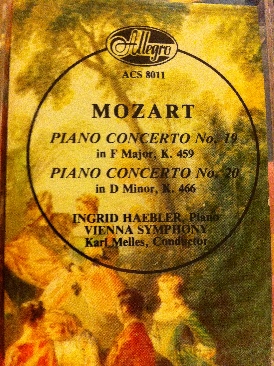 Allegro
ACS 8011
MOZART
PIANO CONCERTO No. 19
in F Major, K. 459
PIANO CONCERTO No. 20
in D Minor, K. 466
INGRID HAEBLER, Piano
VIENNA SYMPHONY
Karl Melles, Conductor